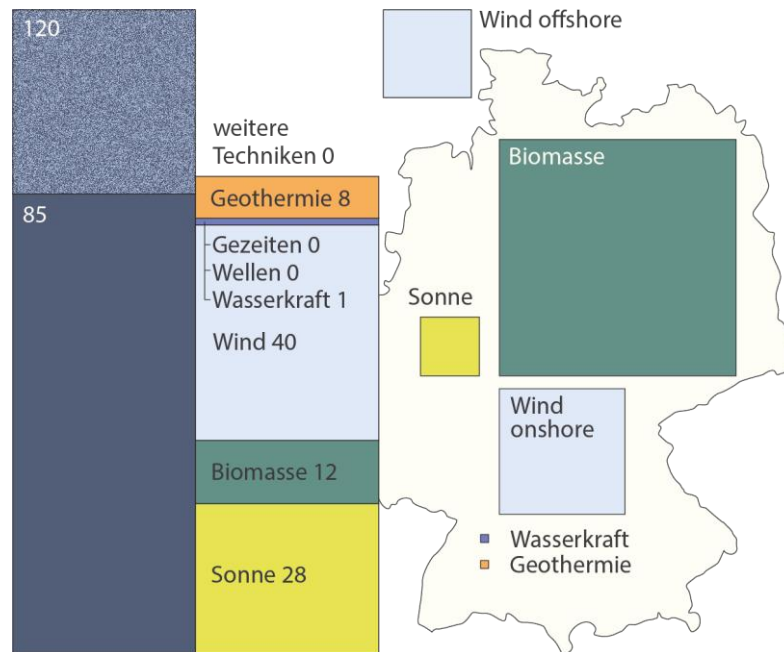 120
85
weitere
Techniken 0
Geothermie 8
Gezeiten 0
Wellen 0
Wasserkraft 1
Wind 40
Biomasse 12
Sonne 28
Wind offshore
Biomasse
Sonne
Wind
onshore
Wasserkraft
Geothermie